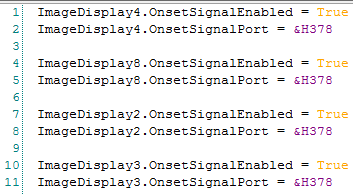 1 ImageDisplay4.OnsetSignalEnabled = True
2 ImageDisplay4.OnsetSignalPort = &H378
3
4 ImageDisplay8.OnsetSignalEnabled = True
5 ImageDisplay8.OnsetSignalPort = &H378
6
7 ImageDisplay2.OnsetSignalEnabled = True
8 ImageDisplay2.OnsetSignalPort = &H378
9
10 ImageDisplay3.OnsetSignalEnabled = True
11 ImageDisplay3.OnsetSignalPort = &H378